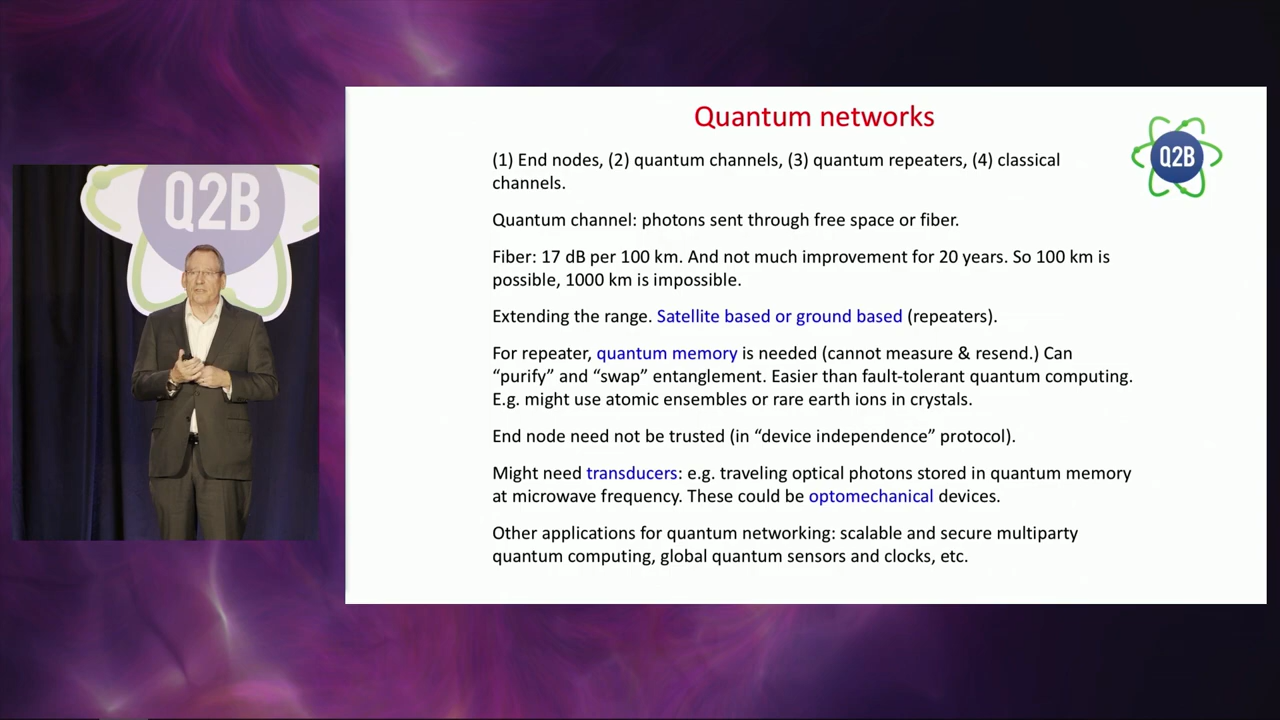 Q2B
Quantum networks
Q2B
(1) End nodes, (2) quantum channels, (3) quantum repeaters, (4) classical
channels.
Quantum channel: photons sent through free space or fiber.
Fiber: 17 dB per 100 km. And not much improvement for 20 years. So 100 km is
possible, 1000 km is impossible.
Extending the range. Satellite based or ground based (repeaters).
For repeater, quantum memory is needed (cannot measure & resend.) Can
“purify” and “swap” entanglement. Easier than fault-tolerant quantum computing.
E.g. might use atomic ensembles or rare earth ions in crystals.
End node need not be trusted (in “device independence” protocol).
Might need transducers: e.g. traveling optical photons stored in quantum memory
at microwave frequency. These could be optomechanical devices.
Other applications for quantum networking: scalable and secure multiparty
quantum computing, global quantum sensors and clocks, etc.